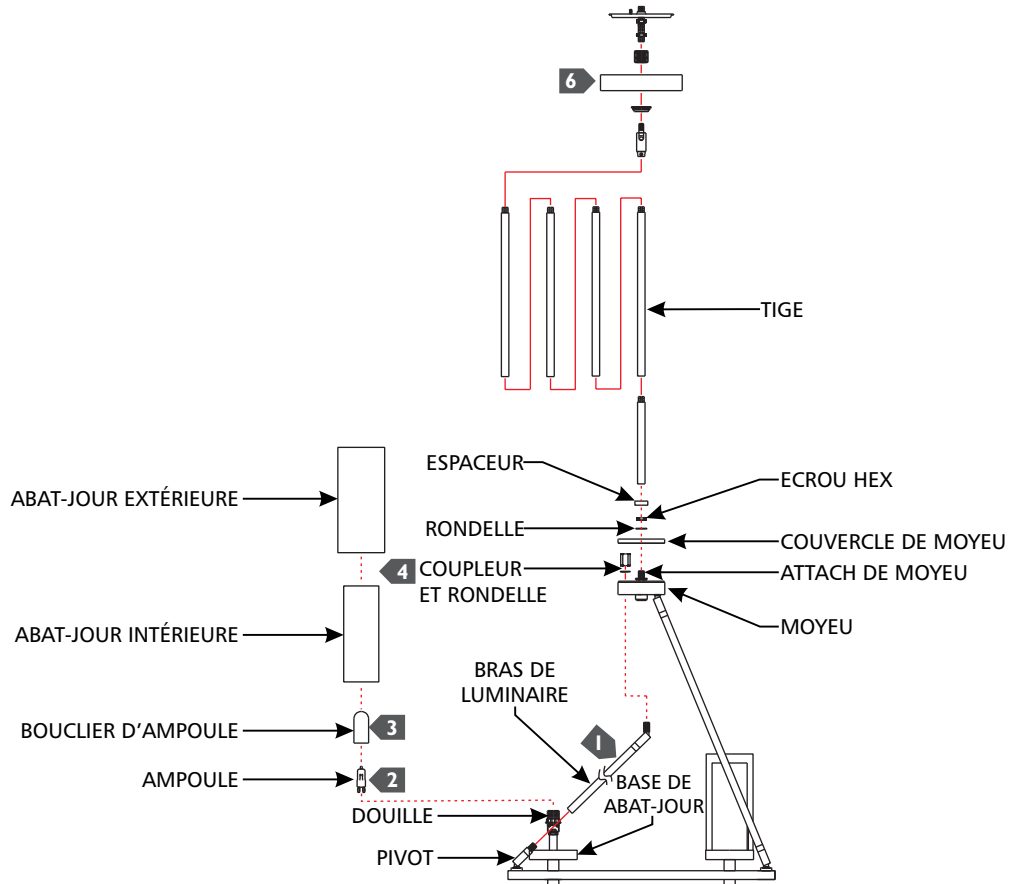 6
TIGE
ESPACEUR
ECROU HEX
ABAT-JOUR EXTÉRIEURE
RONDELLE
COUVERCLE DE MOYEU
4
COUPLEUR
ET RONDELLE
ATTACH DE MOYEU
MOYEU
ABAT-JOUR INTÉRIEURE
BRAS DE
LUMINAIRE
BOUCLIER D’AMPOULE
3
1
AMPOULE
2
BASE DE
ABAT-JOUR
DOUILLE
PIVOT